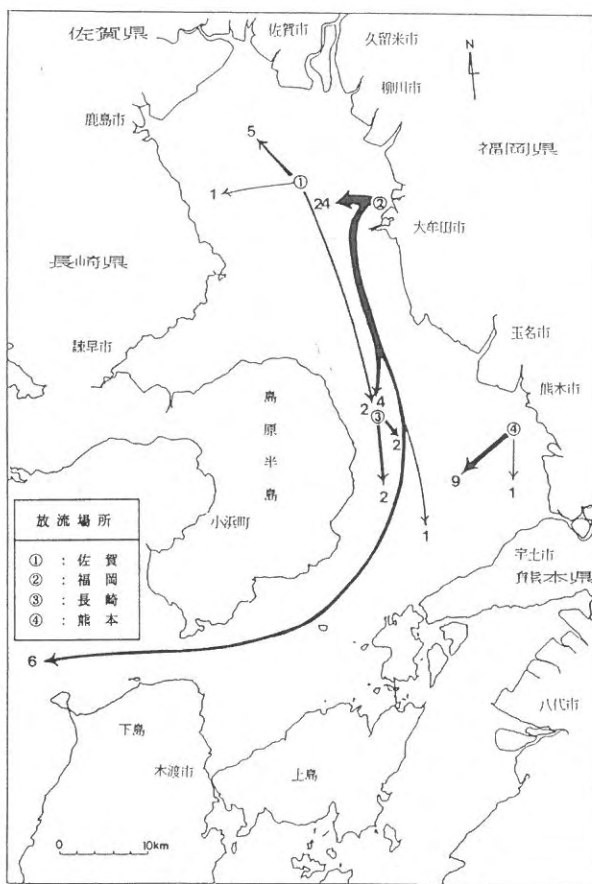 佐賀県
佐賀市
久留米市
N
柳川市
鹿島市
福岡県
5
①
1
24
②
大牟田市
長崎県
玉名市
諫早市
熊本市
島原半島
2
4
③
2
④
9
2
1
小浜町
1
放流場所
① : 佐賀
② : 福岡
③ : 長崎
④ : 熊本
宇土市
熊本県
6
八代市
下島
本渡市
上島
0 10km